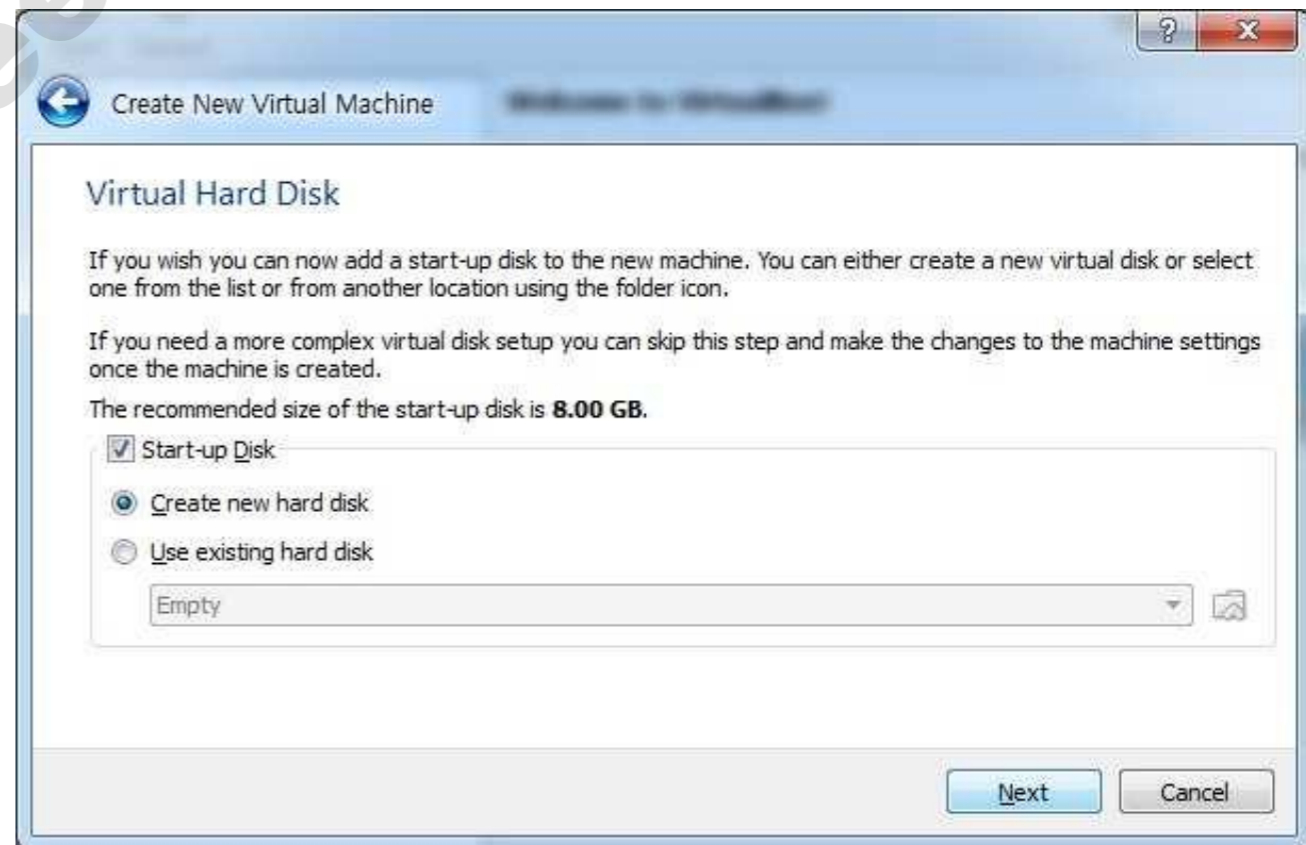 Create New Virtual Machine
Welcome to VirtualBox!
Virtual Hard Disk
If you wish you can now add a start-up disk to the new machine. You can either create a new virtual disk or select
one from the list or from another location using the folder icon.
If you need a more complex virtual disk setup you can skip this step and make the changes to the machine settings
once the machine is created.
The recommended size of the start-up disk is 8.00 GB.
Start-up Disk
Create new hard disk
Use existing hard disk
Empty
Next
Cancel